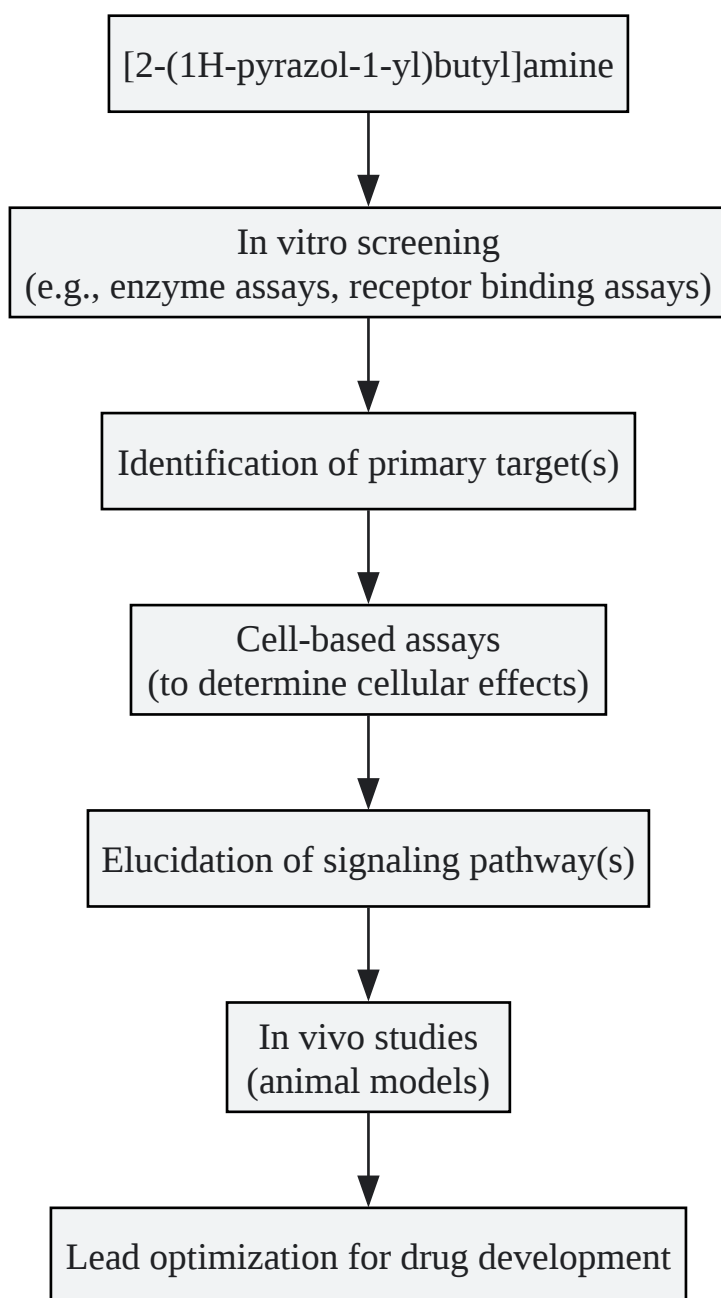 [2-(1H-pyrazol-1-yl)butyl]amine
In vitro screening
(e.g., enzyme assays, receptor binding assays)
Identification of primary target(s)
Cell-based assays
(to determine cellular effects)
Elucidation of signaling pathway(s)
In vivo studies
(animal models)
Lead optimization for drug development